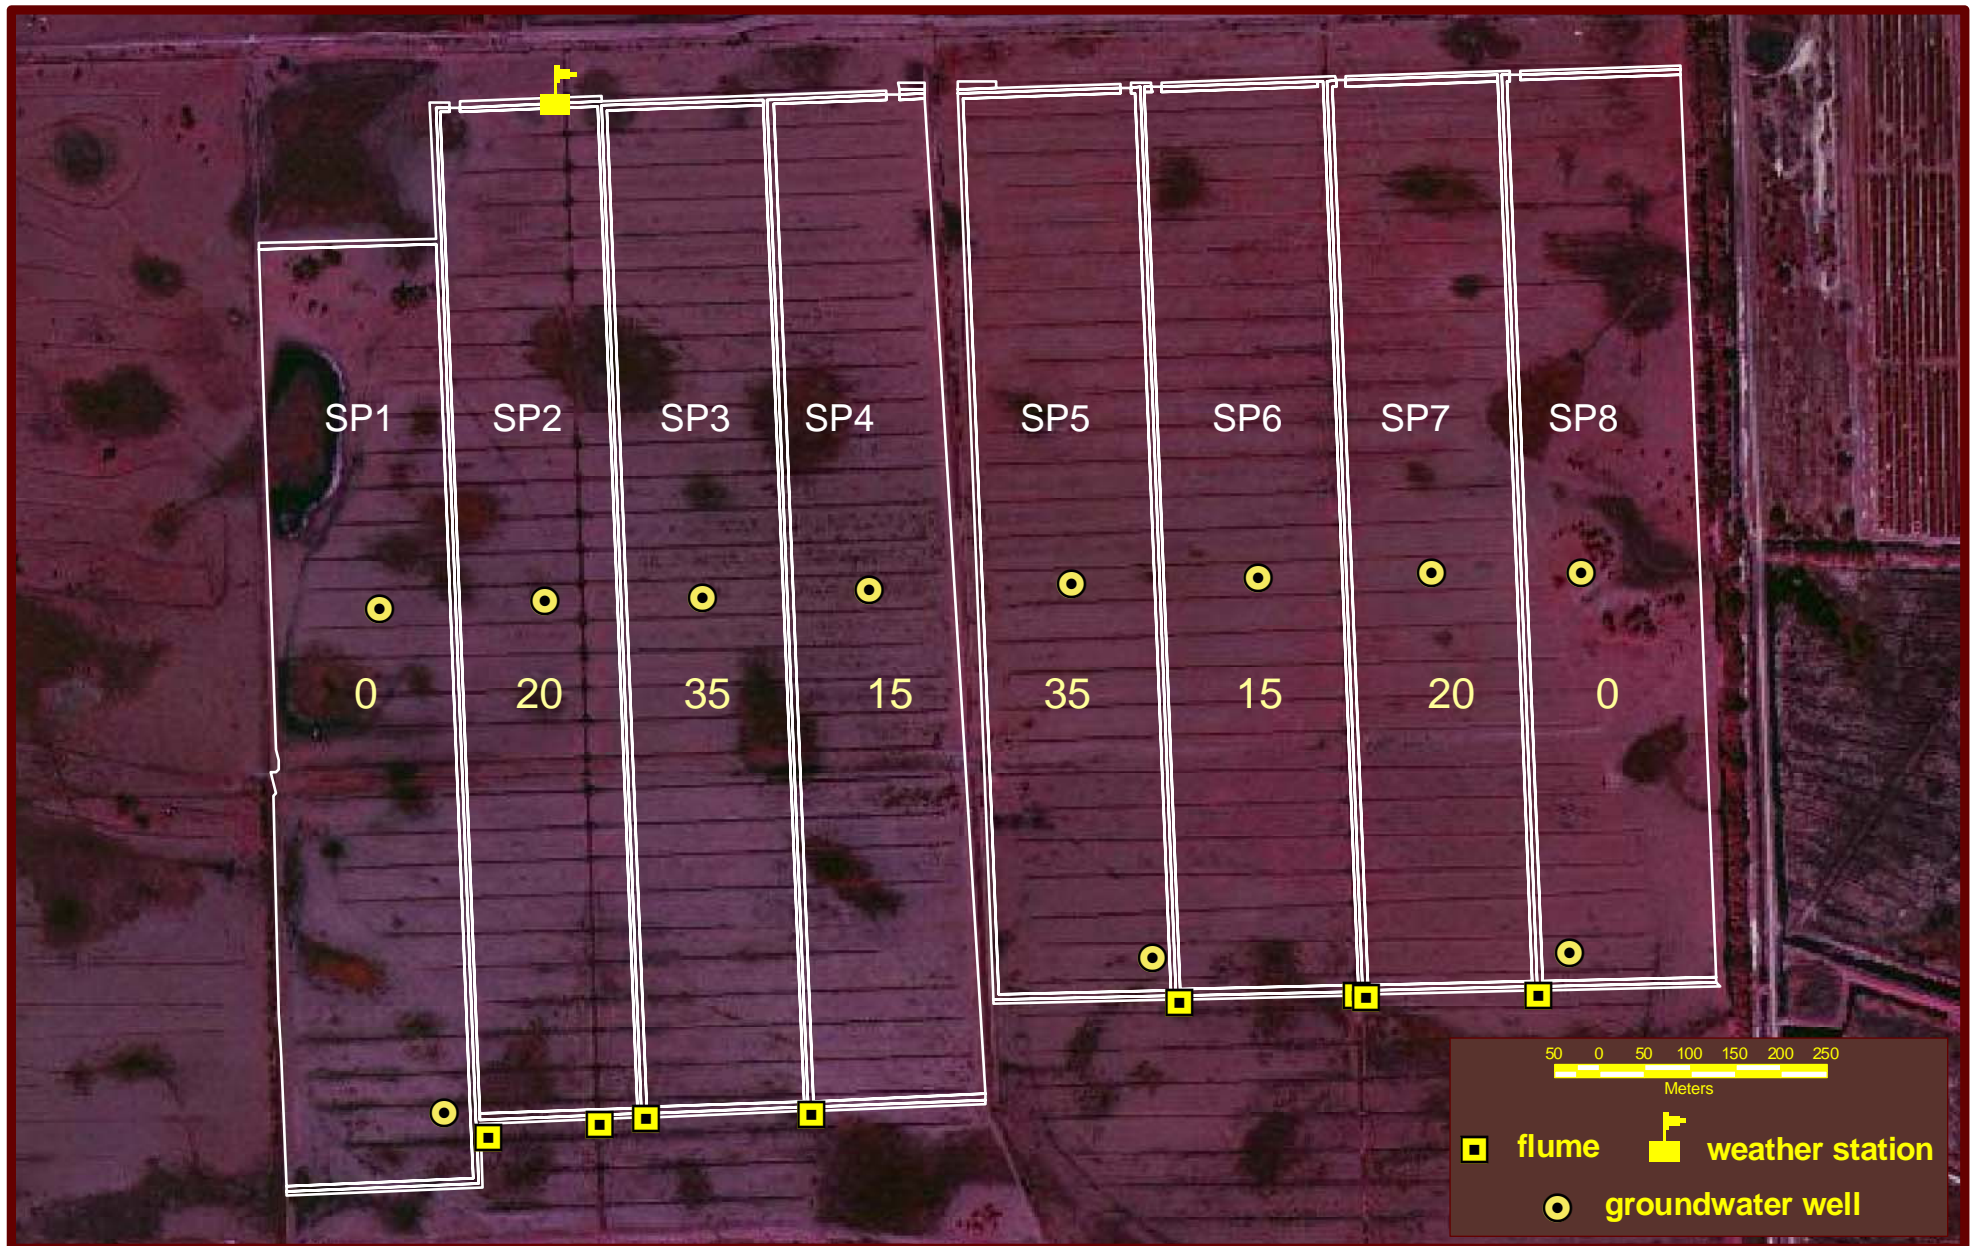 SP1 SP2 SP3 SP4 SP5 SP6 SP7 SP8
0 20 35 15 35 15 20 0
50 0 50 100 150 200 250
Meters
flume weather station
groundwater well